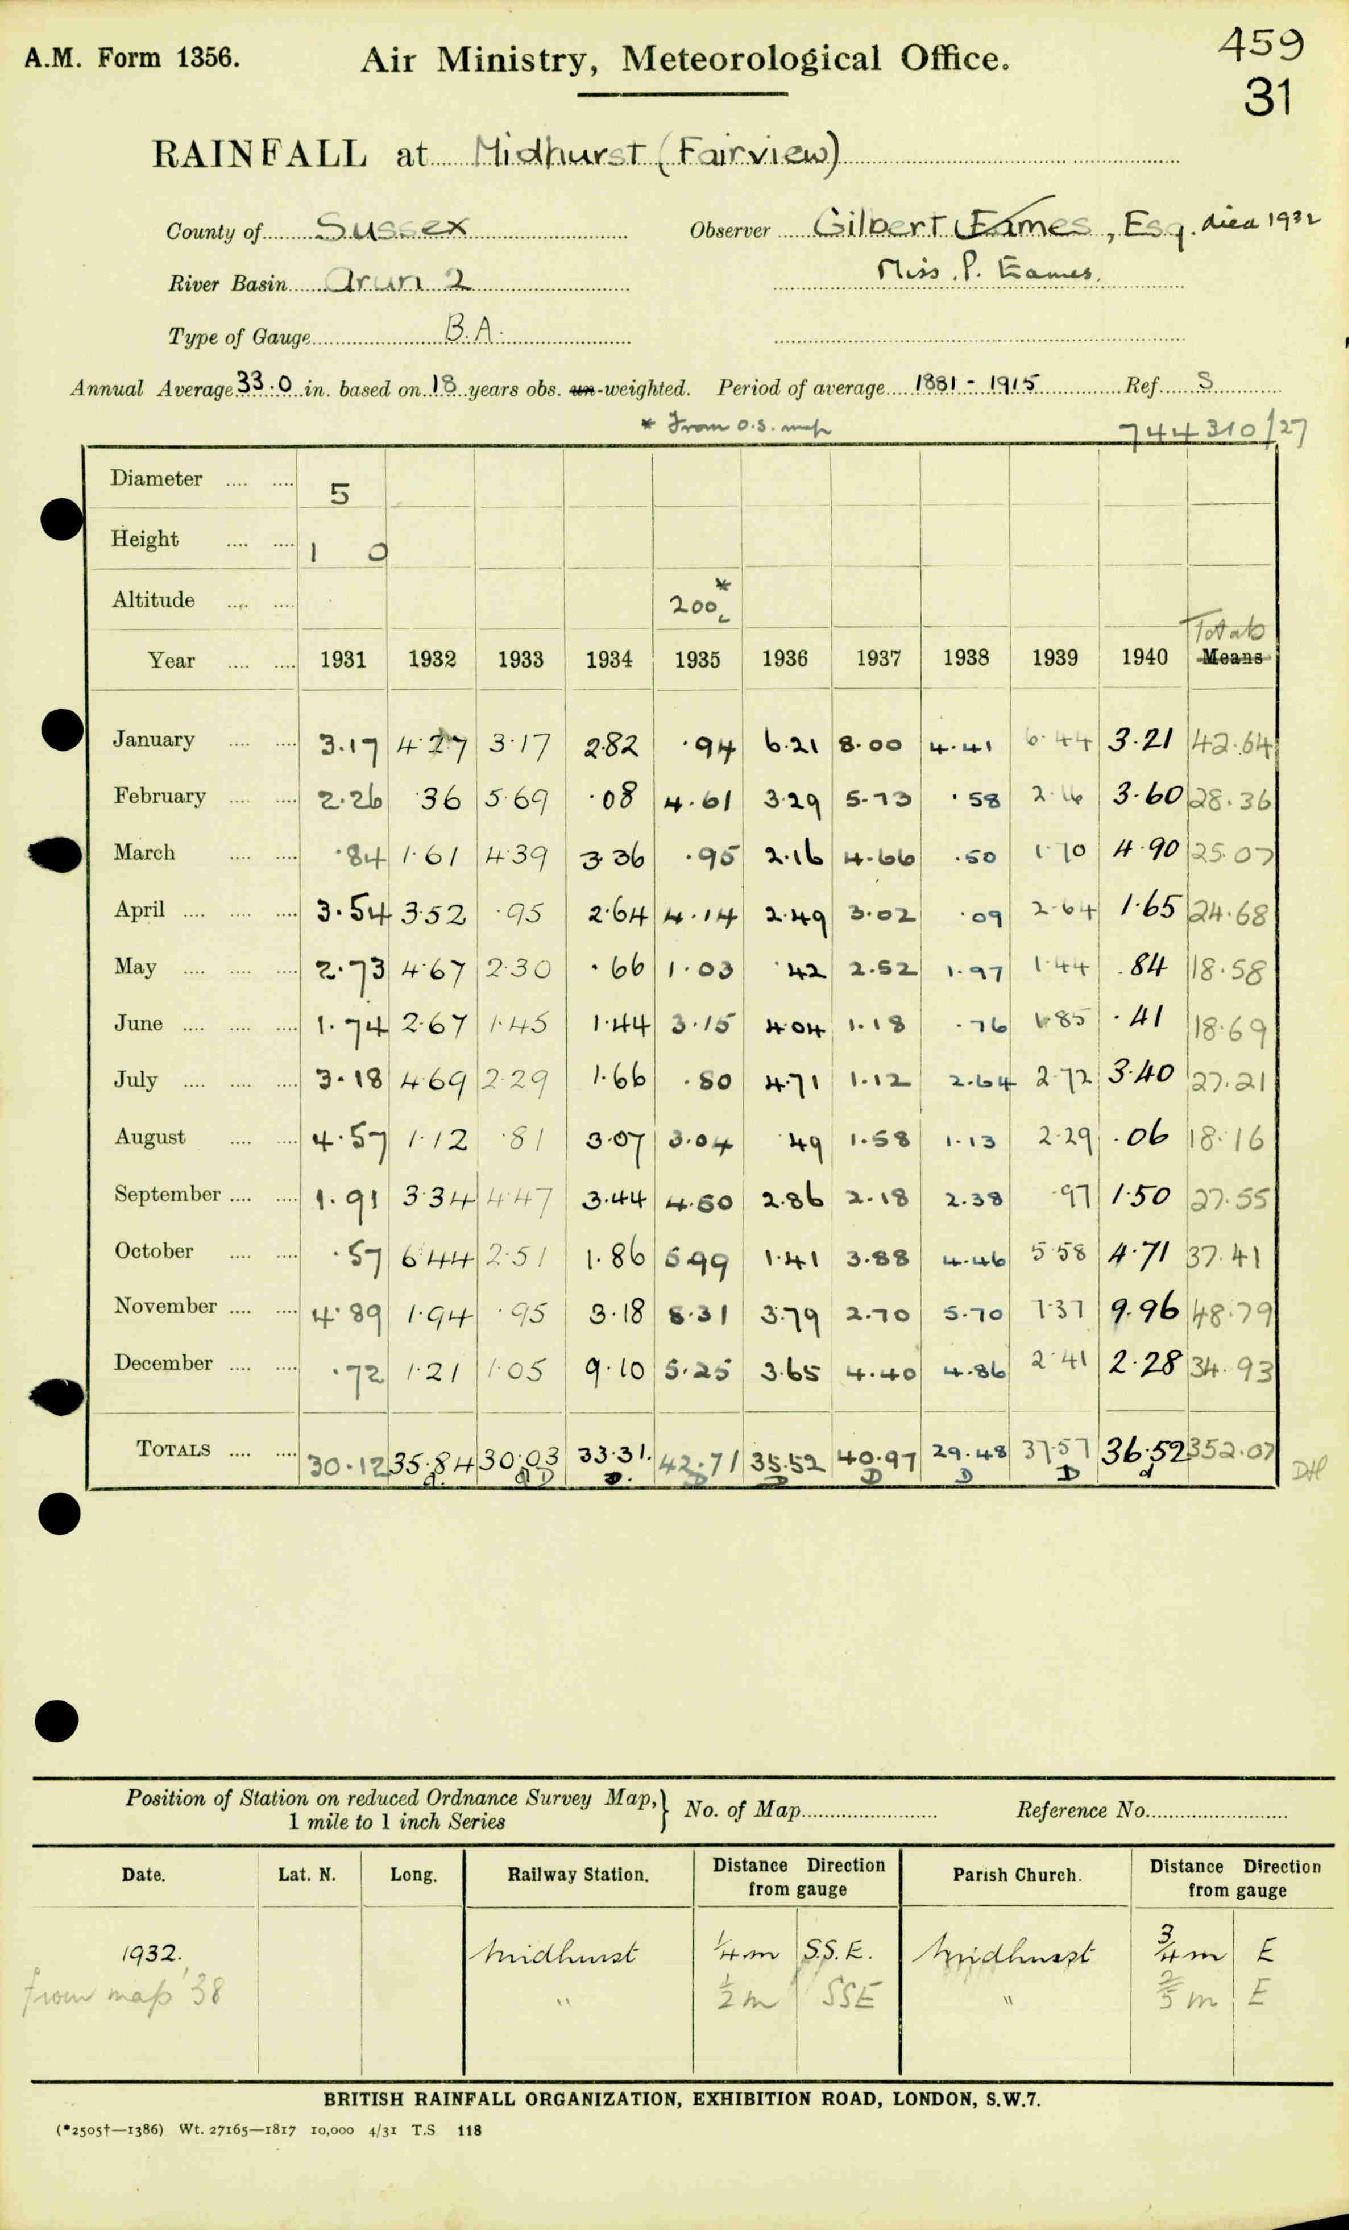 A.M. Form 1356. Air Ministry, Meteorological Office. 459
31
RAINFALL at Midhurst (Fairview)
County of Sussex Observer Gilbert Eames, Esq. died 1932
River Basin Arun 2 Miss. P. Eames.
Type of Gauge B.A.
Annual Average 33.0 in. based on 18 years obs. un-weighted. Period of average 1881 - 1915 Ref. S
* From O.S. map 744310/27
Diameter 5
Height 1 0
Altitude 200 *
Totals
Year 1931 1932 1933 1934 1935 1936 1937 1938 1939 1940 Means
January 3.17 4.27 3.17 2.82 .94 6.21 8.00 4.41 6.44 3.21 42.64
February 2.26 .36 5.69 .08 4.61 3.29 5.73 .58 2.16 3.60 28.36
March .84 1.61 4.39 3.36 .95 2.16 4.66 .50 1.70 4.90 25.07
April 3.54 3.52 .95 2.64 4.14 2.49 3.02 .09 2.64 1.65 24.68
May 2.73 4.67 2.30 .66 1.03 .42 2.52 1.97 1.44 .84 18.58
June 1.74 2.67 1.45 1.44 3.15 4.04 1.18 .76 1.85 .41 18.69
July 3.18 4.69 2.29 1.66 .80 4.71 1.12 2.64 2.72 3.40 27.21
August 4.57 1.12 .81 3.07 3.04 .49 1.58 1.13 2.29 .06 18.16
September 1.91 3.34 4.47 3.44 4.50 2.86 2.18 2.38 .97 1.50 27.55
October .57 6.44 2.51 1.86 5.99 1.41 3.88 4.46 5.58 4.71 37.41
November 4.89 1.94 .95 3.18 8.31 3.79 2.70 5.70 7.37 9.96 48.79
December .72 1.21 1.05 9.10 5.25 3.65 4.40 4.86 2.41 2.28 34.93
TOTALS 30.12 35.84 30.03 33.31. 42.71 35.52 40.97 29.48 37.57 36.52 352.07
d. d D D. D D D D D d DH
Position of Station on reduced Ordnance Survey Map, } No. of Map Reference No.
1 mile to 1 inch Series
Date. Lat. N. Long. Railway Station. Distance Direction from gauge Parish Church. Distance Direction from gauge
1932. Midhurst 1/4 m S.S.E. Midhurst 3/4 m E
from map '38 " 1/2 m SSE " 2/5 m E
BRITISH RAINFALL ORGANIZATION, EXHIBITION ROAD, LONDON, S.W.7.
(*2505†—1386) Wt. 27165—1817 10,000 4/31 T.S 118